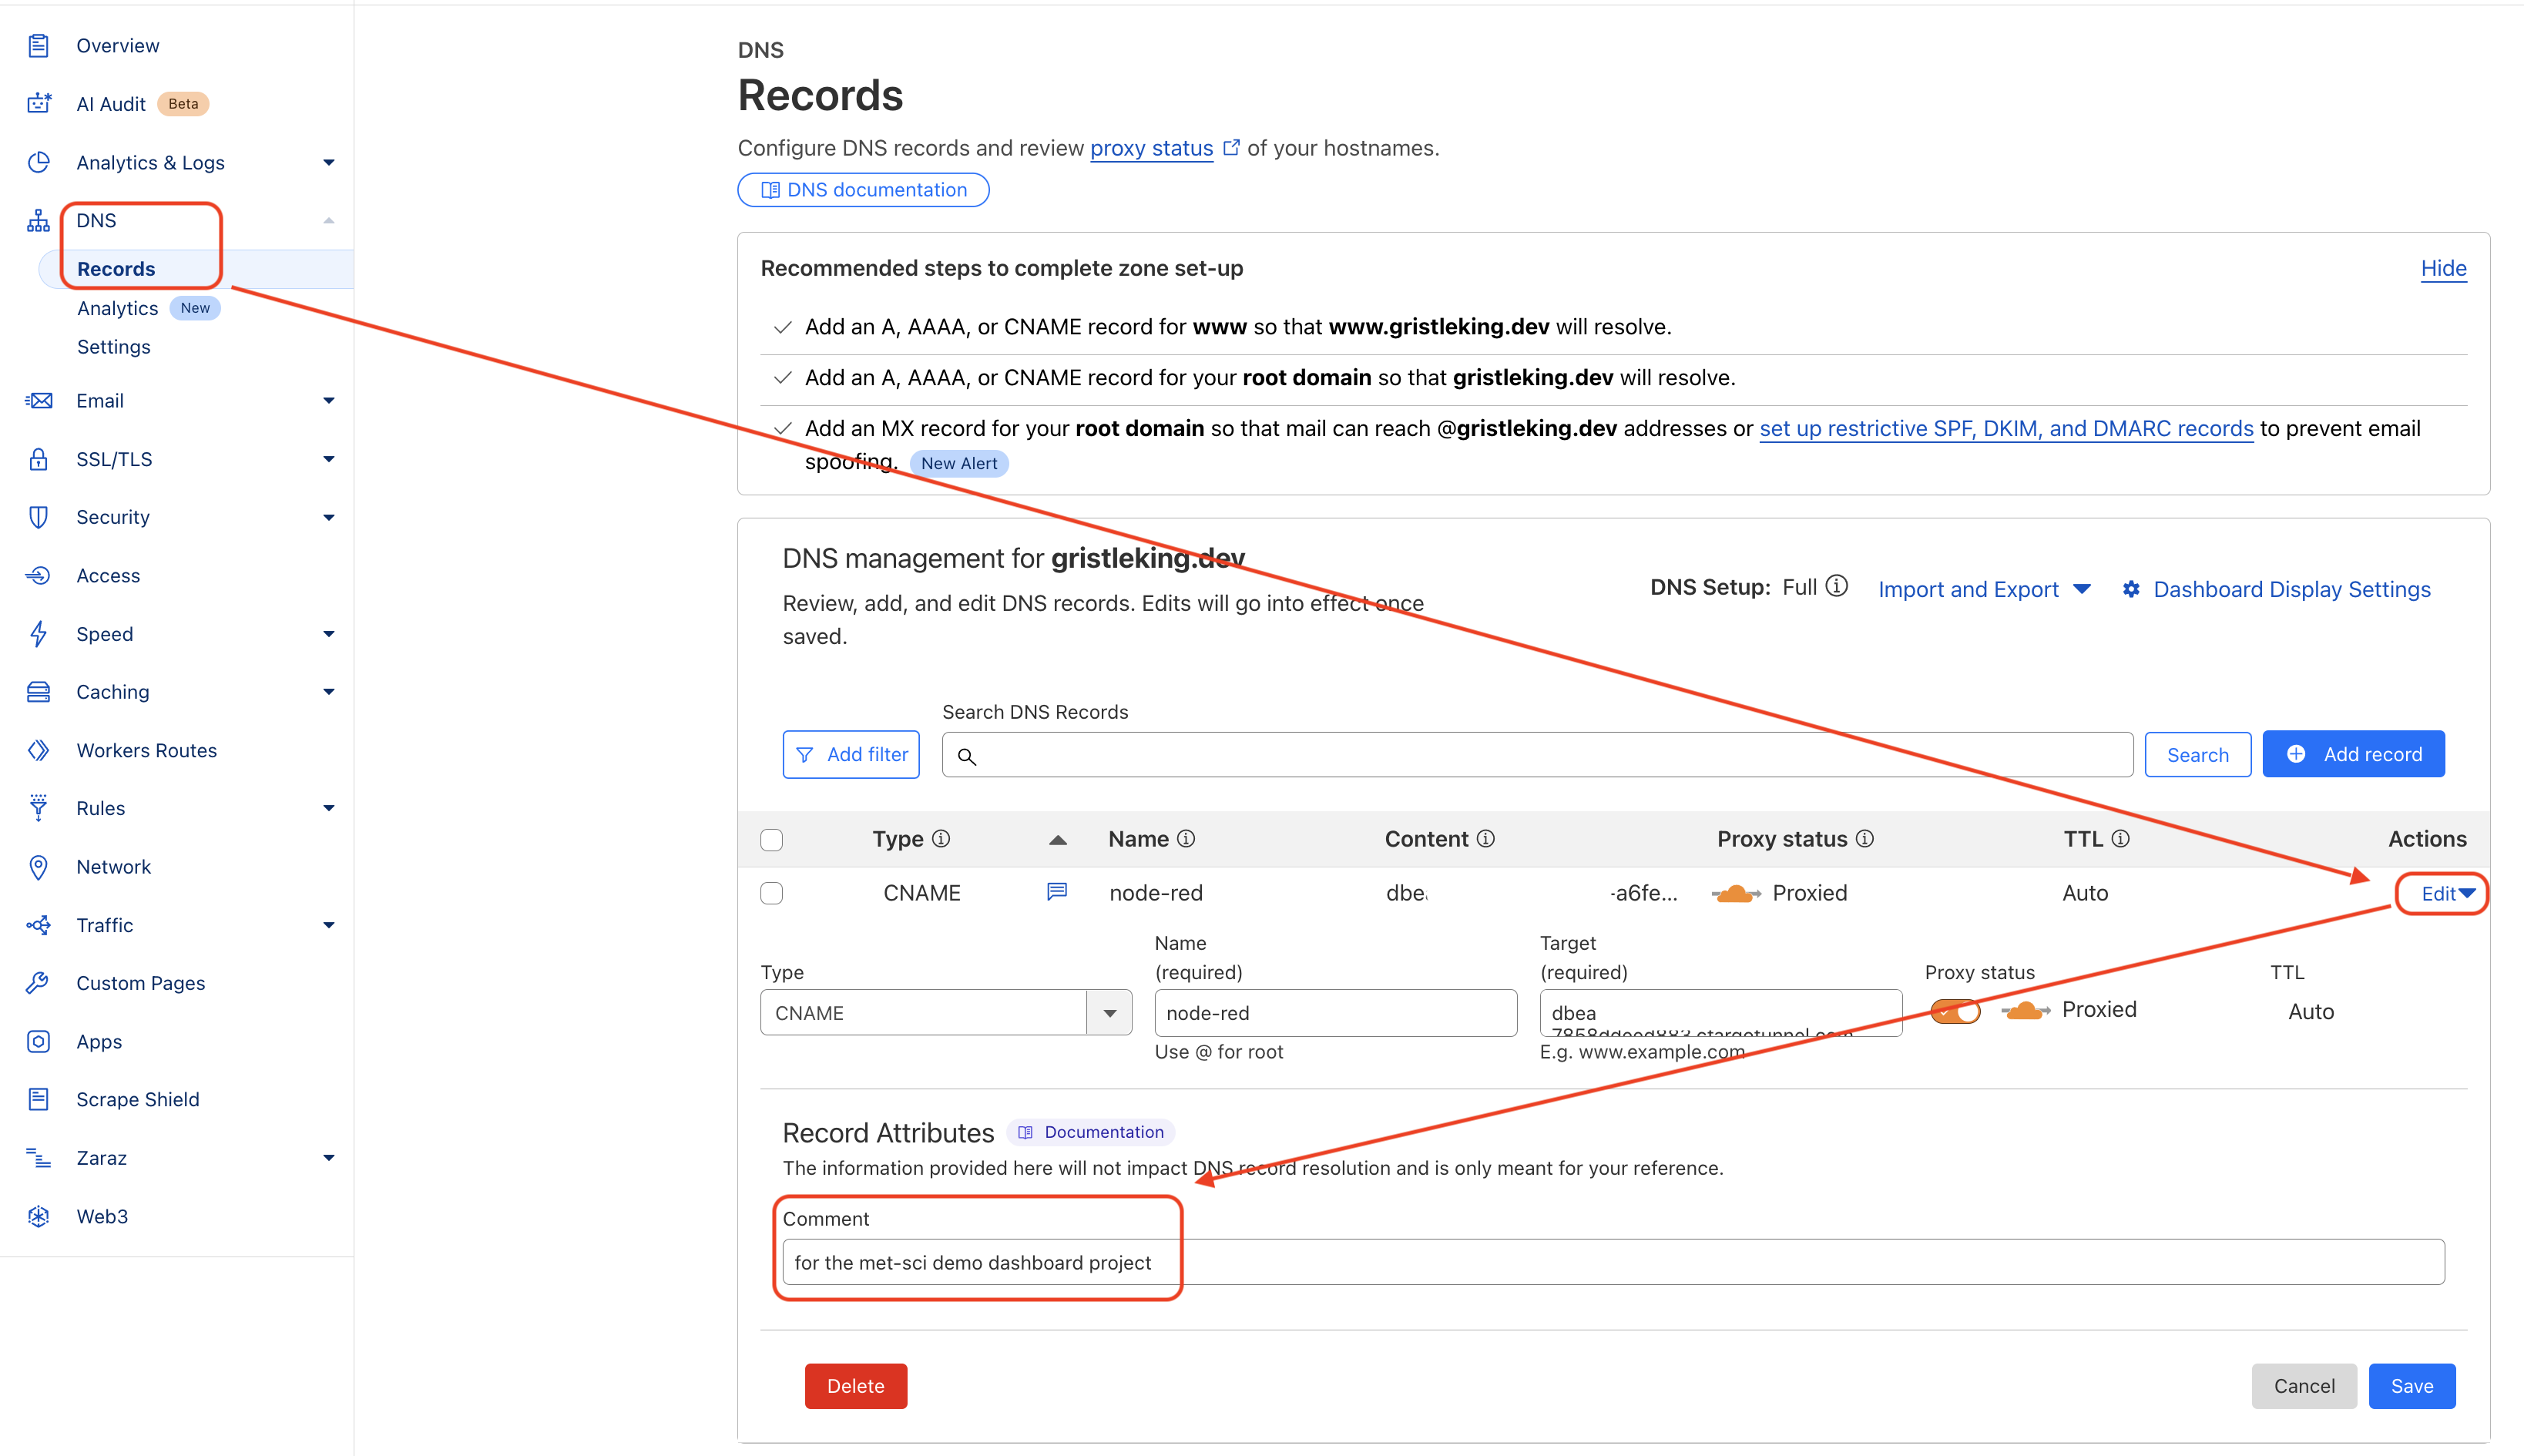 Overview
AI Audit Beta
Analytics & Logs
DNS
Records
Analytics New
Settings
Email
SSL/TLS
Security
Access
Speed
Caching
Workers Routes
Rules
Network
Traffic
Custom Pages
Apps
Scrape Shield
Zaraz
Web3
DNS
Records
Configure DNS records and review proxy status of your hostnames.
DNS documentation
Recommended steps to complete zone set-up
Hide
Add an A, AAAA, or CNAME record for www so that www.gristleking.dev will resolve.
Add an A, AAAA, or CNAME record for your root domain so that gristleking.dev will resolve.
Add an MX record for your root domain so that mail can reach @gristleking.dev addresses or set up restrictive SPF, DKIM, and DMARC records to prevent email
spoofing. New Alert
DNS management for gristleking.dev
Review, add, and edit DNS records. Edits will go into effect once
saved.
DNS Setup: Full Import and Export Dashboard Display Settings
Search DNS Records
Add filter Search Add record
Type Name Content Proxy status TTL Actions
CNAME node-red dbea -a6fe... Proxied Auto Edit
Type
Name
(required)
Target
(required)
Proxy status
TTL
CNAME
node-red
dbea
Proxied
Auto
Use @ for root
E.g. www.example.com
Record Attributes Documentation
The information provided here will not impact DNS record resolution and is only meant for your reference.
Comment
for the met-sci demo dashboard project
Delete Cancel Save